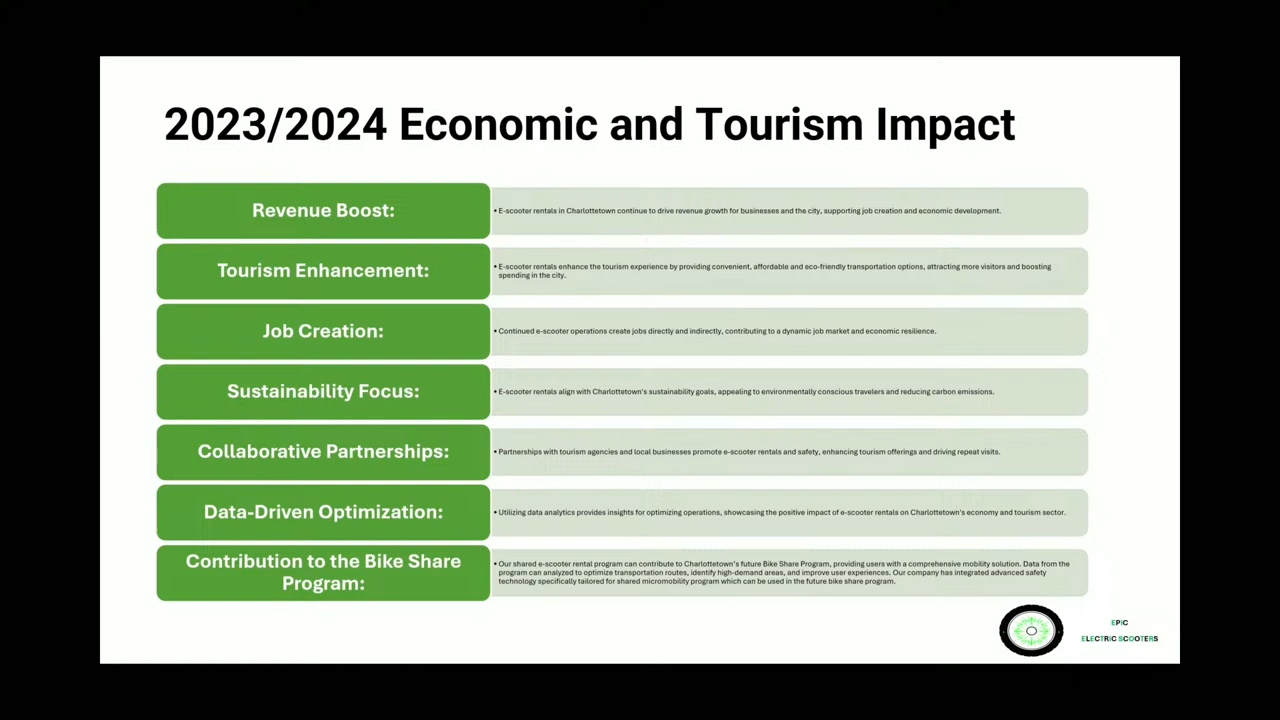 2023/2024 Economic and Tourism Impact
Revenue Boost:
• E-scooter rentals in Charlottetown continue to drive revenue growth for businesses and the city, supporting job creation and economic development.
Tourism Enhancement:
• E-scooter rentals enhance the tourism experience by providing convenient, affordable and eco-friendly transportation options, attracting more visitors and boosting
spending in the city.
Job Creation:
• Continued e-scooter operations create jobs directly and indirectly, contributing to a dynamic job market and economic resilience.
Sustainability Focus:
• E-scooter rentals align with Charlottetown's sustainability goals, appealing to environmentally conscious travelers and reducing carbon emissions.
Collaborative Partnerships:
• Partnerships with tourism agencies and local businesses promote e-scooter rentals and safety, enhancing tourism offerings and driving repeat visits.
Data-Driven Optimization:
• Utilizing data analytics provides insights for optimizing operations, showcasing the positive impact of e-scooter rentals on Charlottetown's economy and tourism sector.
Contribution to the Bike Share
Program:
• Our shared e-scooter rental program can contribute to Charlottetown's future Bike Share Program, providing users with a comprehensive mobility solution. Data from the
program can analyzed to optimize transportation routes, identify high-demand areas, and improve user experiences. Our company has integrated advanced safety
technology specifically tailored for shared micromobility program which can be used in the future bike share program.
EPIC
ELECTRIC SCOOTERS